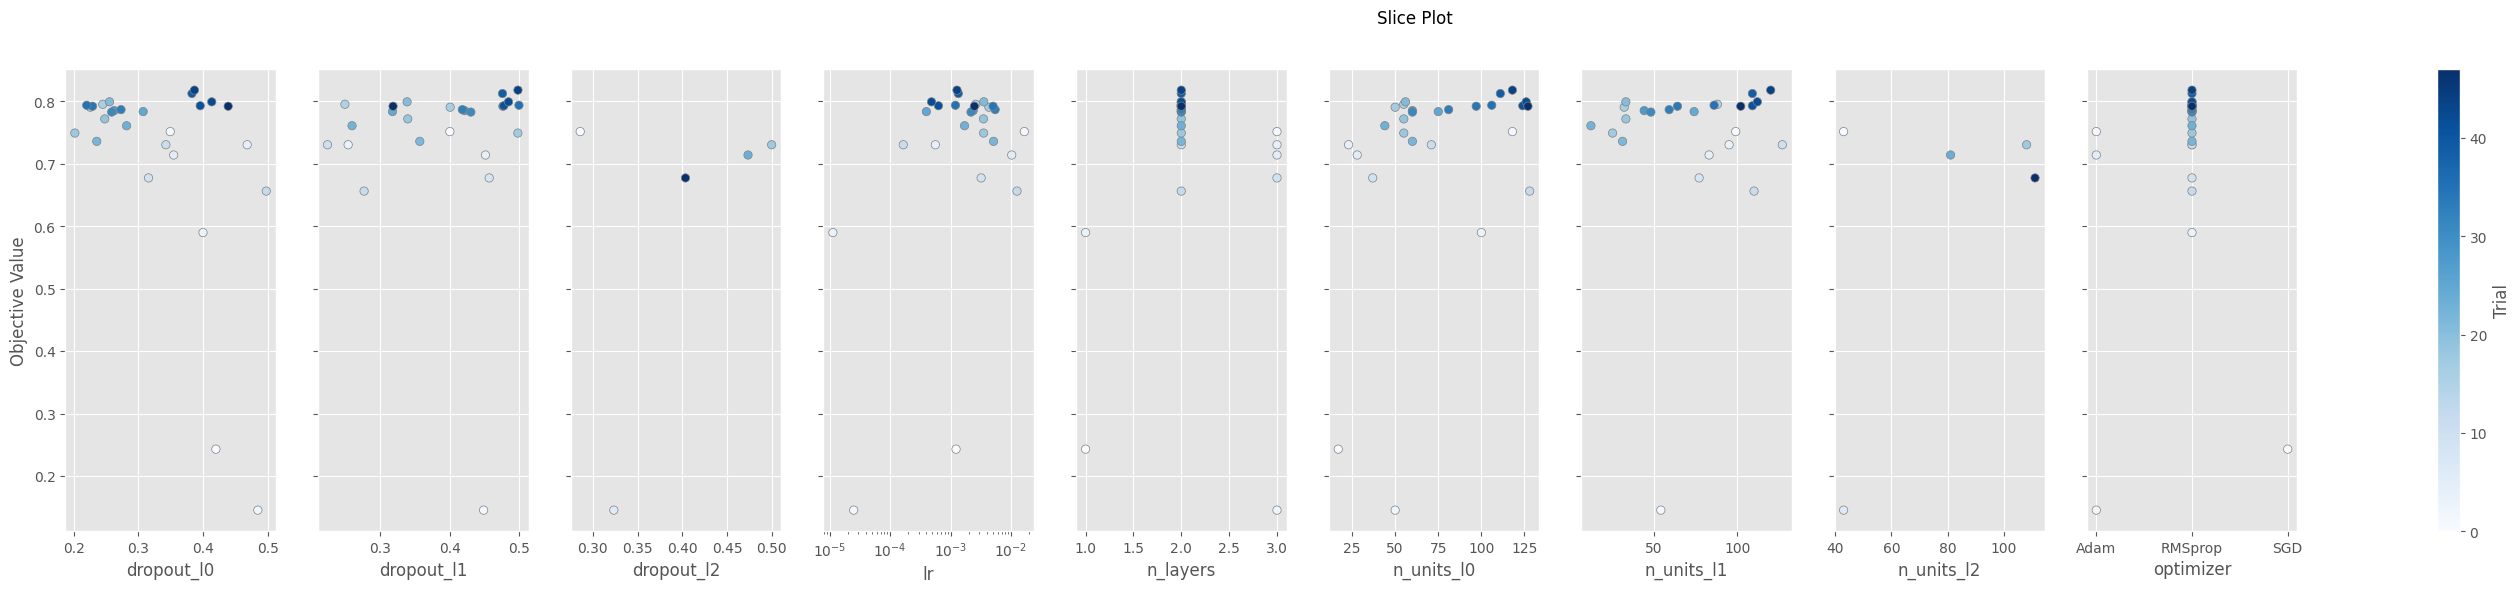 Slice Plot
Objective Value
0.8
0.7
0.6
0.5
0.4
0.3
0.2
0.2 0.3 0.4 0.5
dropout_l0
0.3 0.4 0.5
dropout_l1
0.30 0.35 0.40 0.45 0.50
dropout_l2
10⁻⁵ 10⁻⁴ 10⁻³ 10⁻²
lr
1.0 1.5 2.0 2.5 3.0
n_layers
25 50 75 100 125
n_units_l0
50 100
n_units_l1
40 60 80 100
n_units_l2
Adam RMSprop SGD
optimizer
40
30
20
10
0
Trial